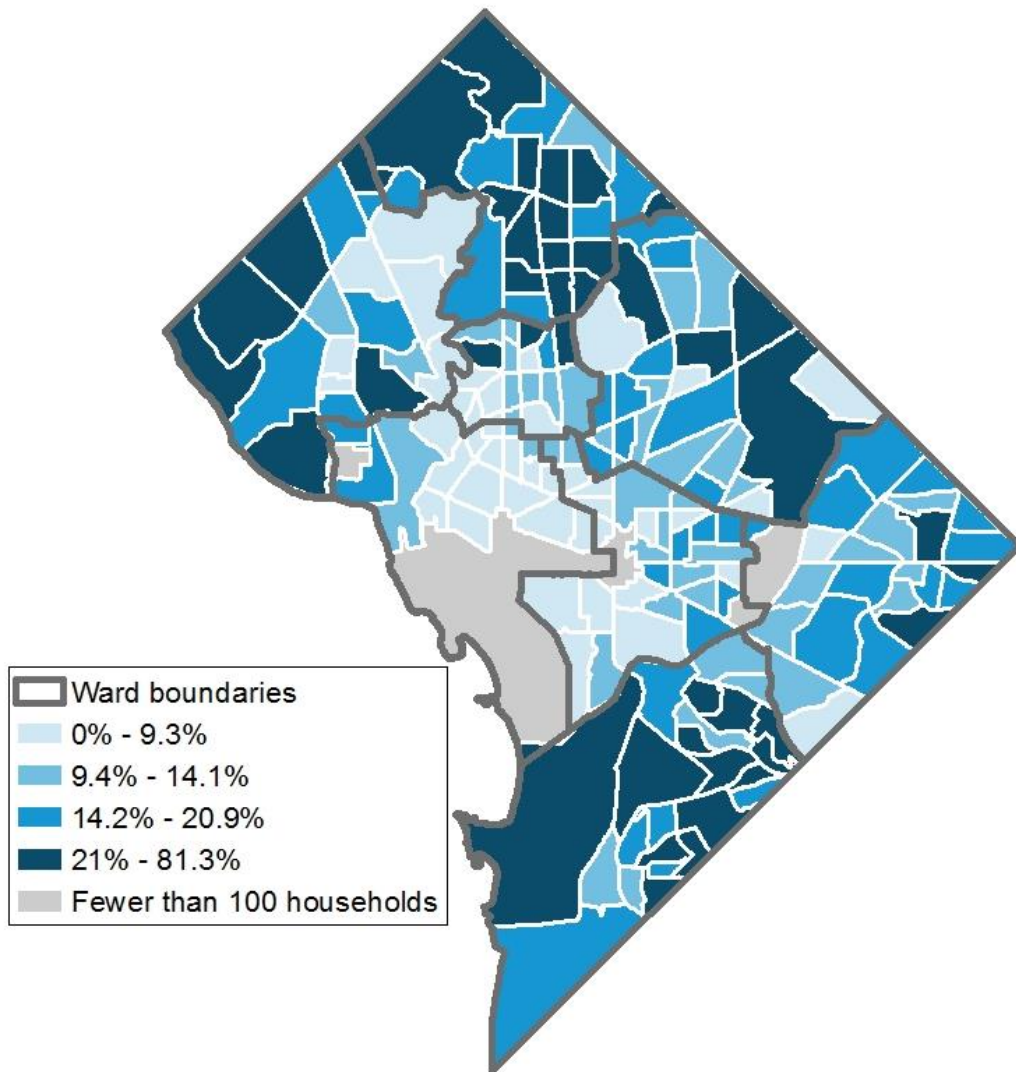 Ward boundaries
0% - 9.3%
9.4% - 14.1%
14.2% - 20.9%
21% - 81.3%
Fewer than 100 households